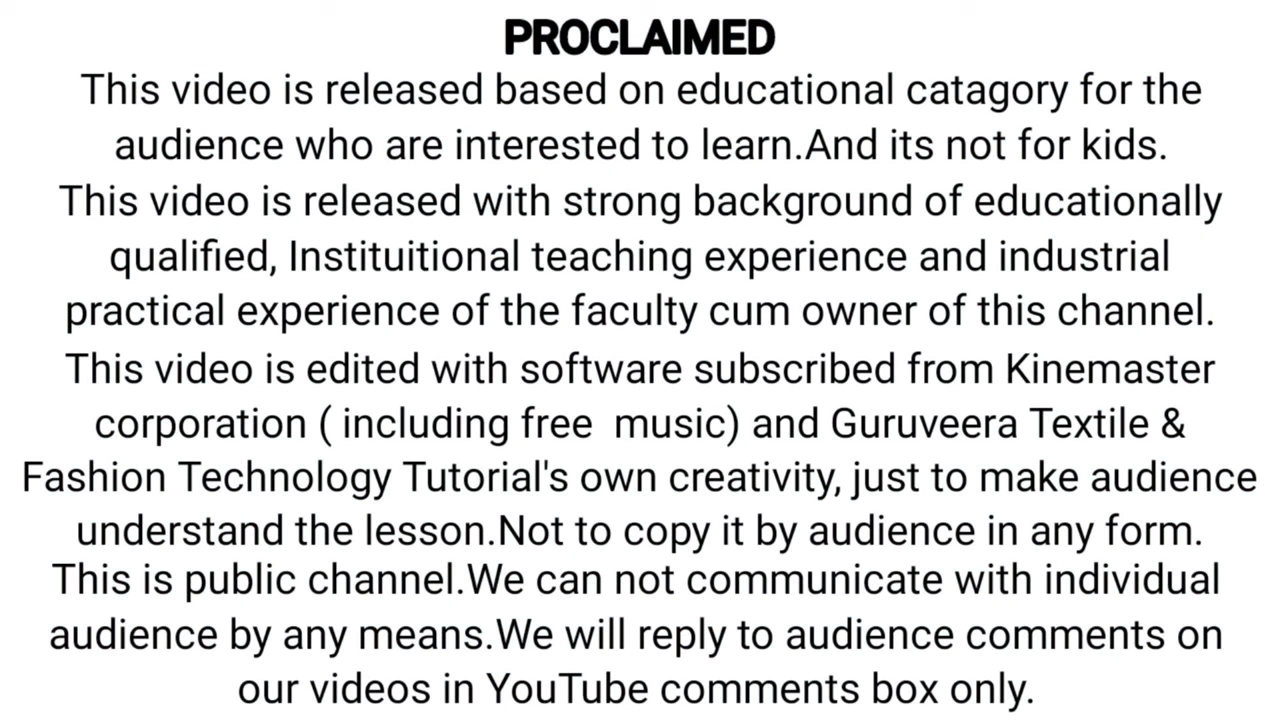 PROCLAIMED
This video is released based on educational catagory for the
audience who are interested to learn.And its not for kids.
This video is released with strong background of educationally
qualified, Instituitional teaching experience and industrial
practical experience of the faculty cum owner of this channel.
This video is edited with software subscribed from Kinemaster
corporation ( including free  music) and Guruveera Textile &
Fashion Technology Tutorial's own creativity, just to make audience
understand the lesson.Not to copy it by audience in any form.
This is public channel.We can not communicate with individual
audience by any means.We will reply to audience comments on
our videos in YouTube comments box only.